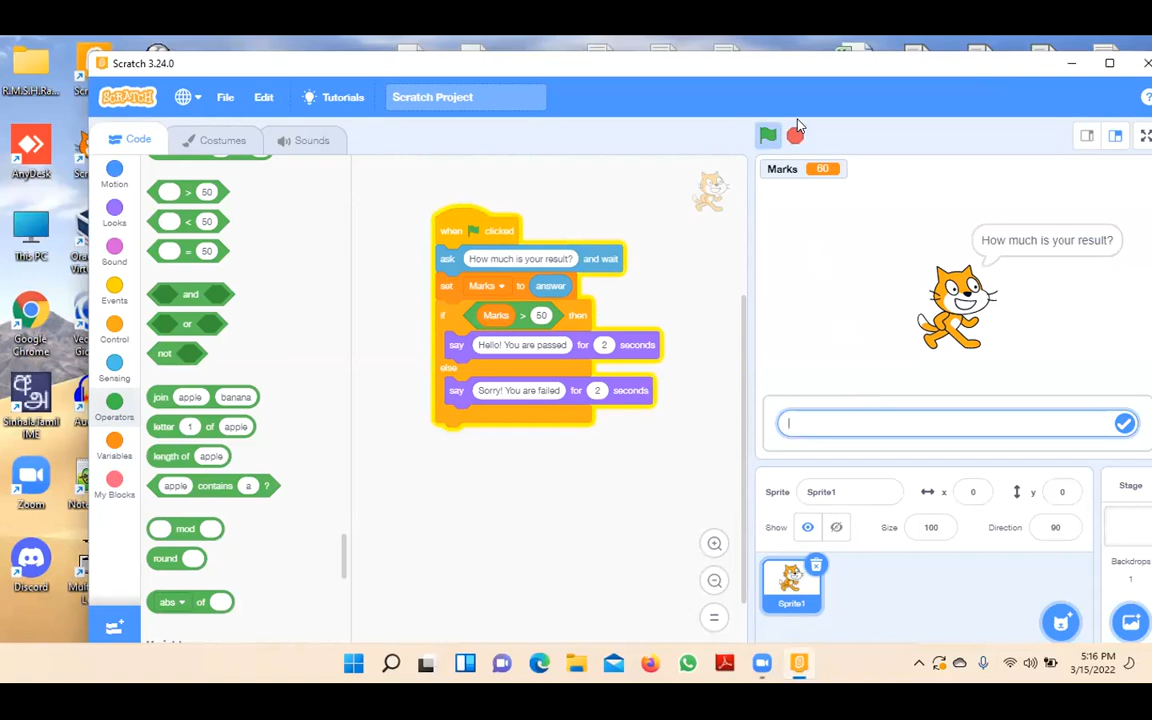 R.M.S.H.Ra...
Scratch 3.24.0
SCRATCH
File
Edit
Tutorials
Scratch Project
Code
Costumes
Sounds
AnyDesk
This PC
Google
Chrome
Sinhala/tamil
IME
Zoom
Discord
Motion
Looks
Sound
Events
Control
Sensing
Operators
Variables
My Blocks
> 50
< 50
= 50
and
or
not
join apple banana
letter 1 of apple
length of apple
apple contains a ?
mod
round
abs of
when clicked
ask How much is your result? and wait
set Marks to answer
if Marks > 50 then
say Hello! You are passed for 2 seconds
else
say Sorry! You are failed for 2 seconds
Marks 60
How much is your result?
Sprite Sprite1 x 0 y 0
Show Size 100 Direction 90
Sprite1
Stage
Backdrops
1
5:16 PM
3/15/2022